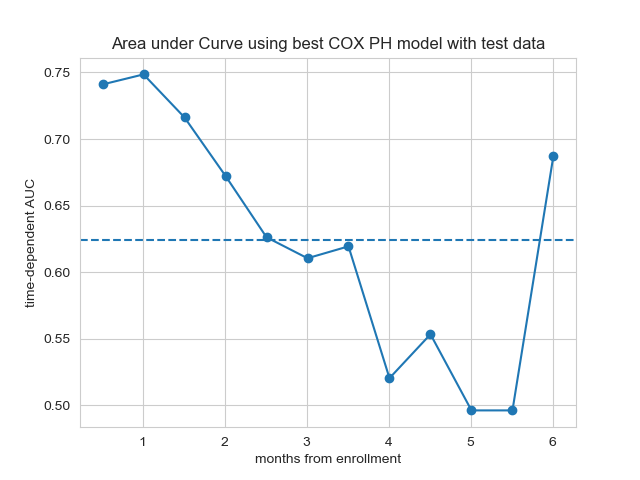 Area under Curve using best COX PH model with test data
time-dependent AUC
0.75
0.70
0.65
0.60
0.55
0.50
1 2 3 4 5 6
months from enrollment